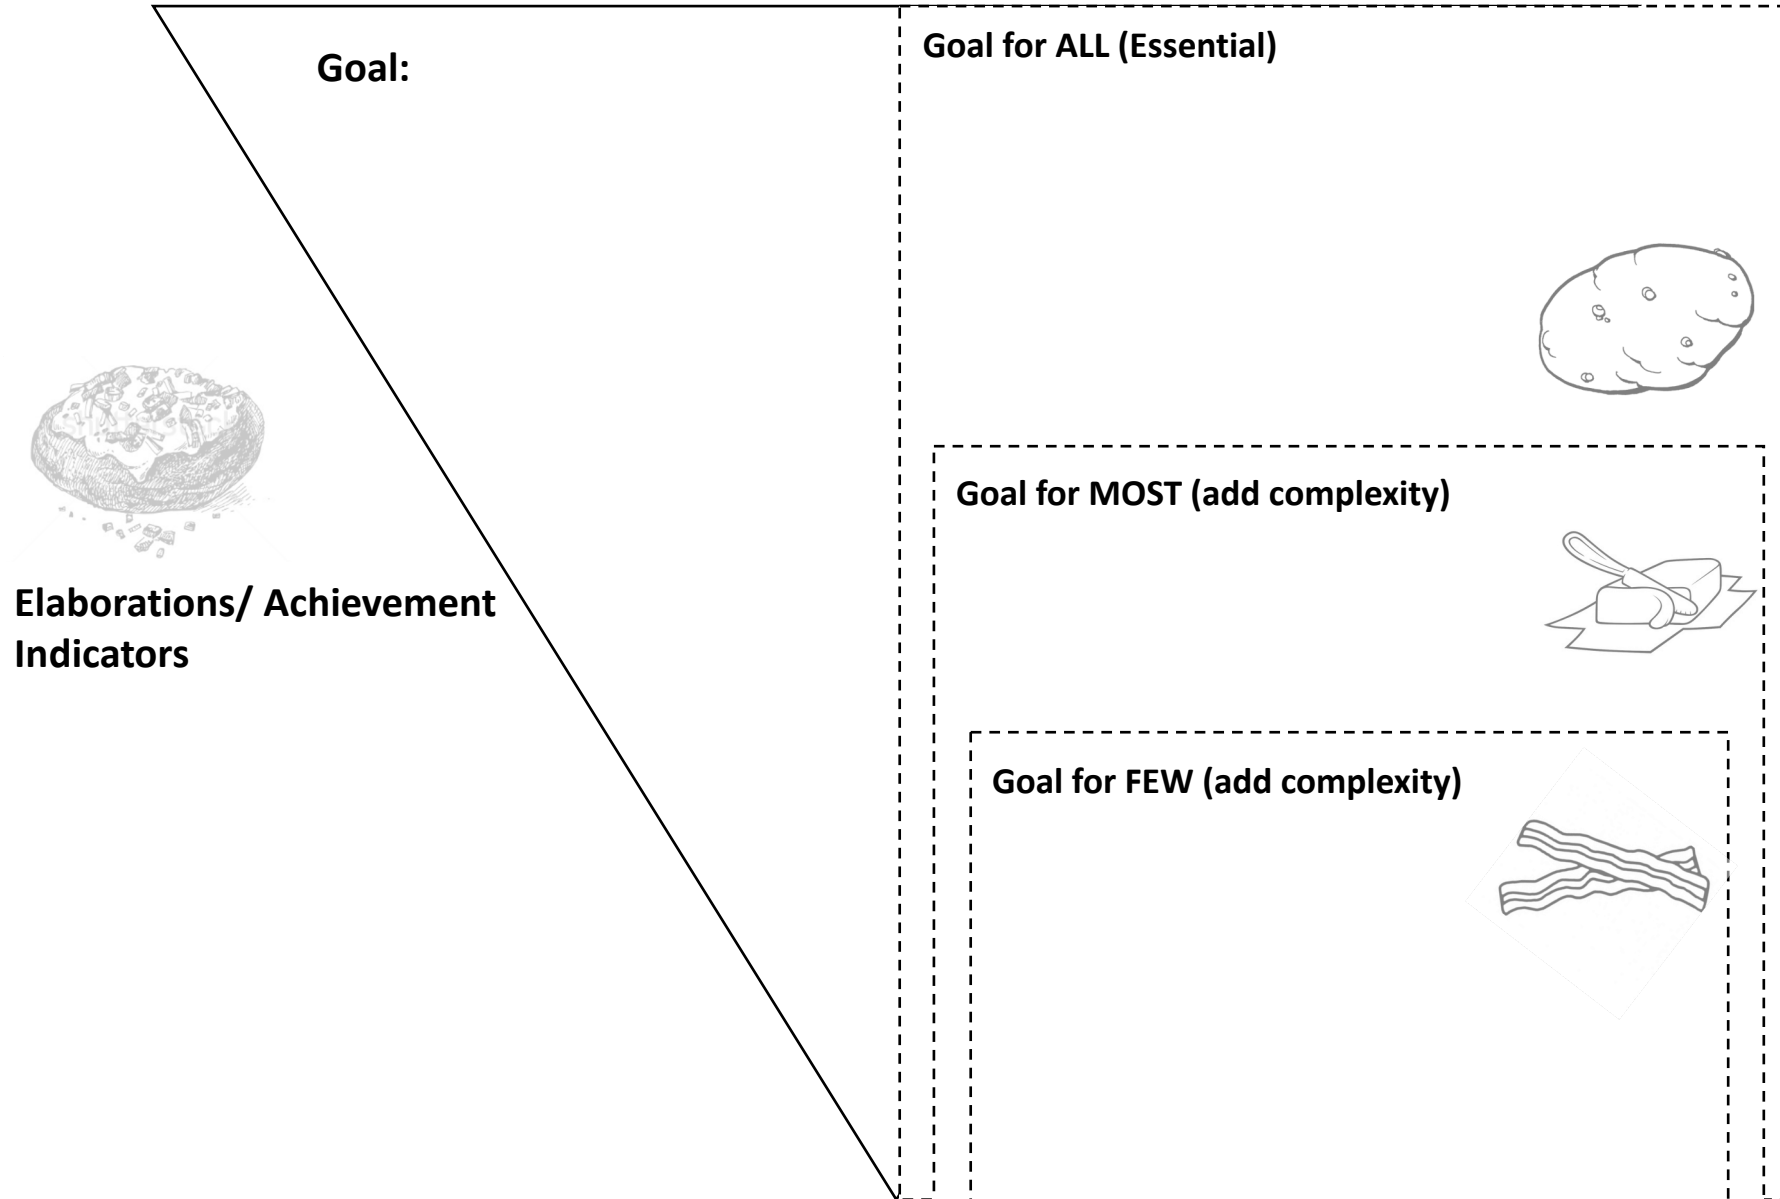 Goal:
Goal for ALL (Essential)
Goal for MOST (add complexity)
Elaborations/ Achievement
Indicators
Goal for FEW (add complexity)